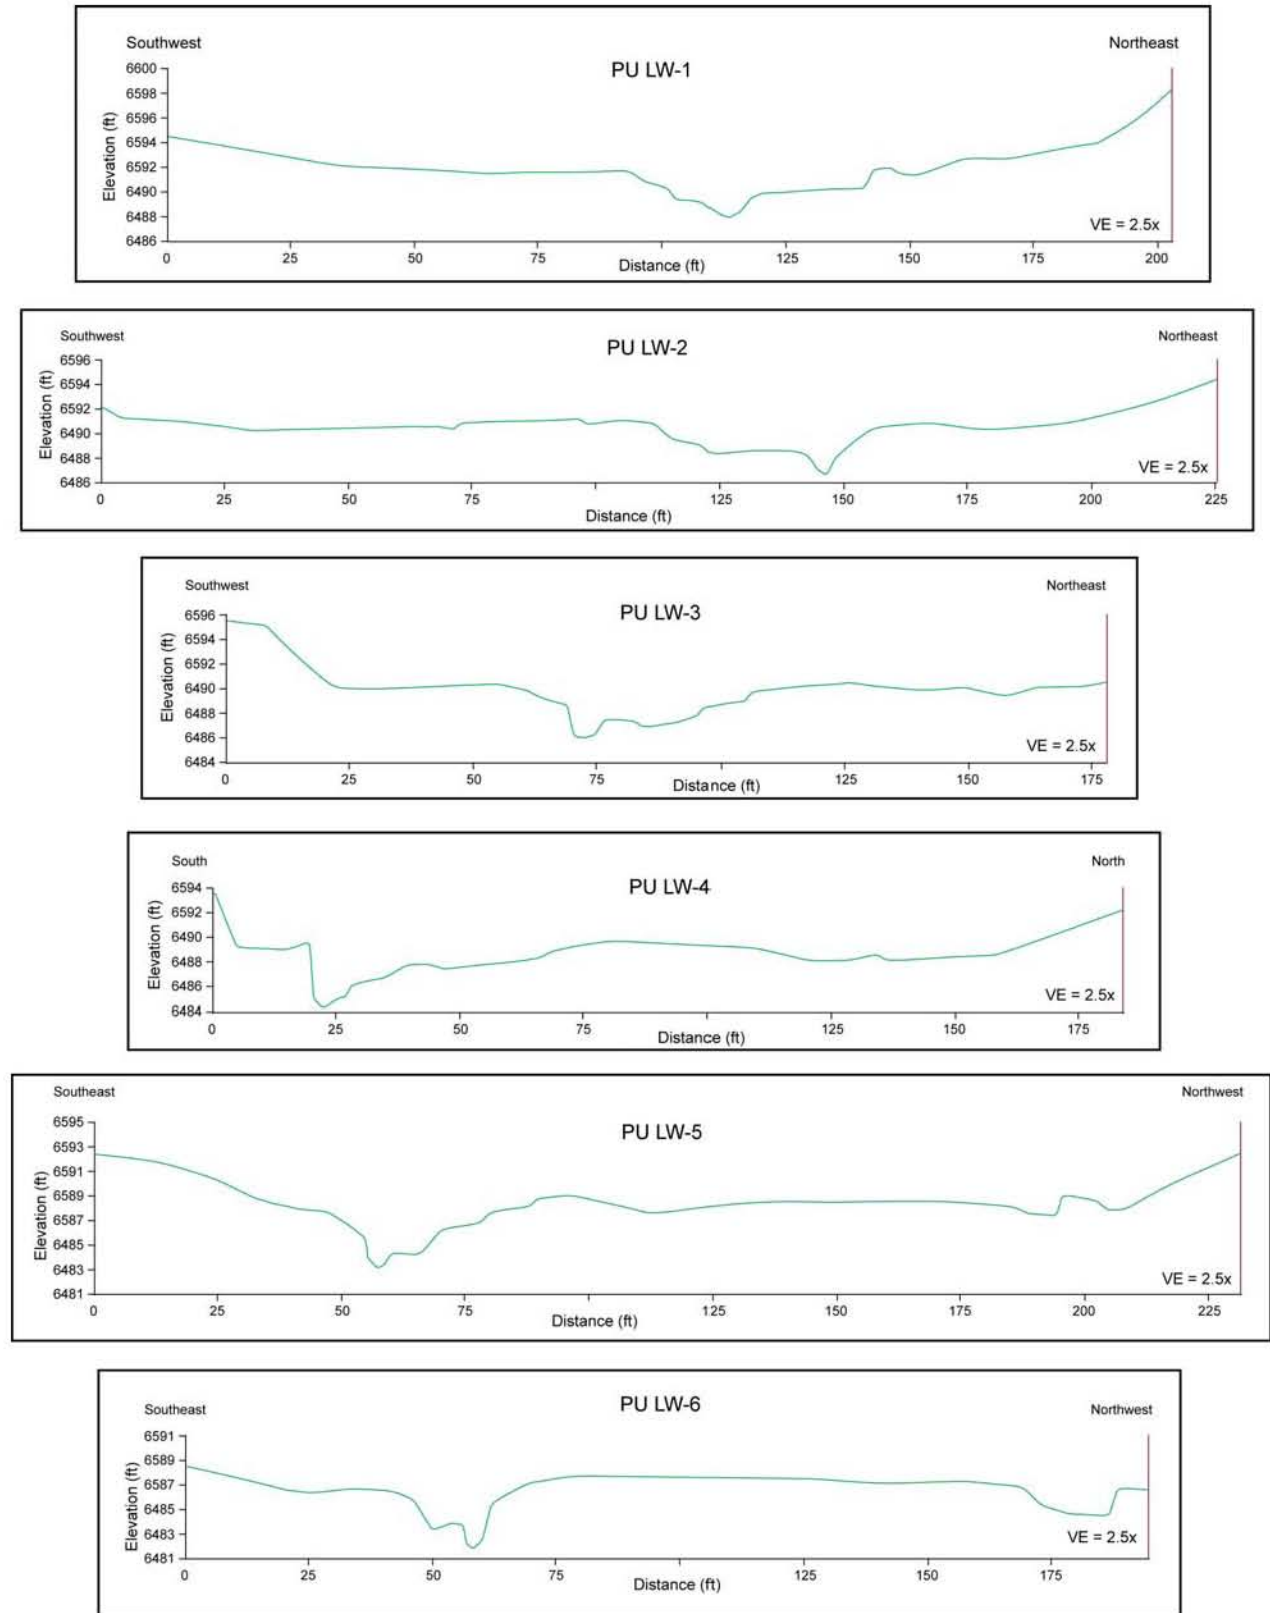 Southwest Northeast
PU LW-1
Elevation (ft)
6600
6598
6596
6594
6592
6490
6488
6486
VE = 2.5x
0 25 50 75 125 150 200
Distance (ft)
Southwest Northeast
PU LW-2
Elevation (ft)
6596
6594
6592
6490
6488
6486
VE = 2.5x
0 25 50 75 125 150 175 200 225
Distance (ft)
Southwest Northeast
PU LW-3
Elevation (ft)
6596
6594
6592
6490
6488
6486
6484
VE = 2.5x
0 25 50 75 125 150 175
Distance (ft)
South North
PU LW-4
Elevation (ft)
6594
6592
6490
6488
6486
6484
VE = 2.5x
0 25 50 75 125 150 175
Distance (ft)
Southeast Northwest
PU LW-5
Elevation (ft)
6595
6593
6591
6589
6587
6485
6483
6481
VE = 2.5x
0 25 50 75 125 150 175 200 225
Distance (ft)
Southeast Northwest
PU LW-6
Elevation (ft)
6591
6589
6587
6485
6483
6481
VE = 2.5x
0 25 50 75 125 150 175
Distance (ft)